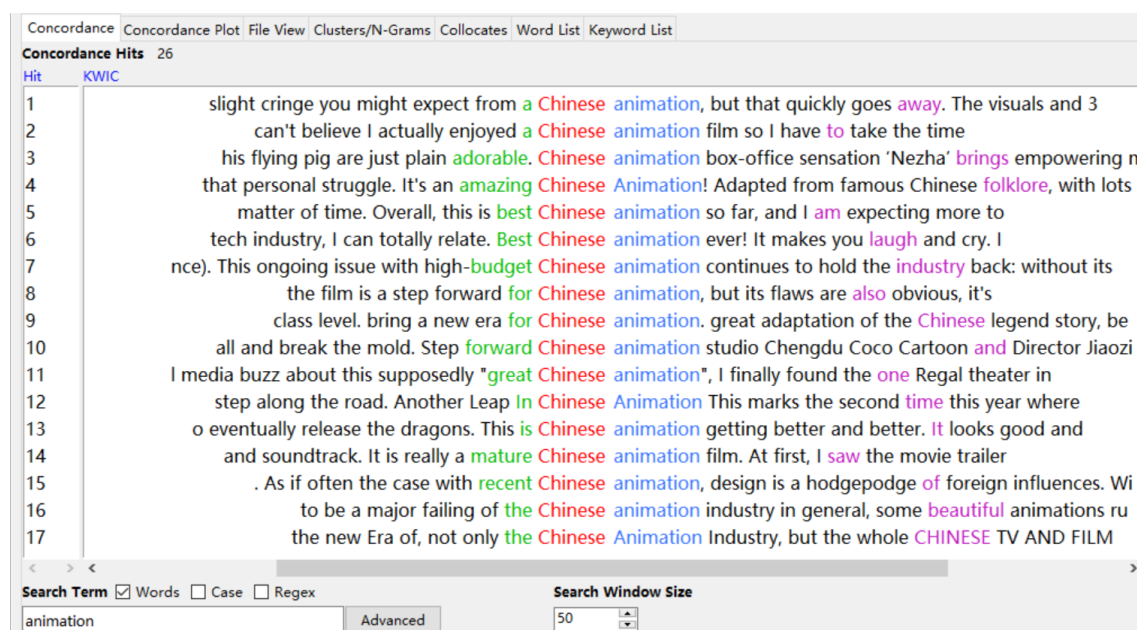 Concordance Concordance Plot File View Clusters/N-Grams Collocates Word List Keyword List
Concordance Hits 26
Hit KWIC
1 slight cringe you might expect from a Chinese animation, but that quickly goes away. The visuals and 3
2 can't believe I actually enjoyed a Chinese animation film so I have to take the time
3 his flying pig are just plain adorable. Chinese animation box-office sensation ‘Nezha’ brings empowering
4 that personal struggle. It's an amazing Chinese Animation! Adapted from famous Chinese folklore, with lots
5 matter of time. Overall, this is best Chinese animation so far, and I am expecting more to
6 tech industry, I can totally relate. Best Chinese animation ever! It makes you laugh and cry. I
7 nce). This ongoing issue with high-budget Chinese animation continues to hold the industry back: without its
8 the film is a step forward for Chinese animation, but its flaws are also obvious, it's
9 class level. bring a new era for Chinese animation. great adaptation of the Chinese legend story, be
10 all and break the mold. Step forward Chinese animation studio Chengdu Coco Cartoon and Director Jiaozi
11 l media buzz about this supposedly "great Chinese animation", I finally found the one Regal theater in
12 step along the road. Another Leap In Chinese Animation This marks the second time this year where
13 o eventually release the dragons. This is Chinese animation getting better and better. It looks good and
14 and soundtrack. It is really a mature Chinese animation film. At first, I saw the movie trailer
15 . As if often the case with recent Chinese animation, design is a hodgepodge of foreign influences. Wi
16 to be a major failing of the Chinese animation industry in general, some beautiful animations ru
17 the new Era of, not only the Chinese Animation Industry, but the whole CHINESE TV AND FILM
Search Term Words Case Regex Search Window Size
animation Advanced 50